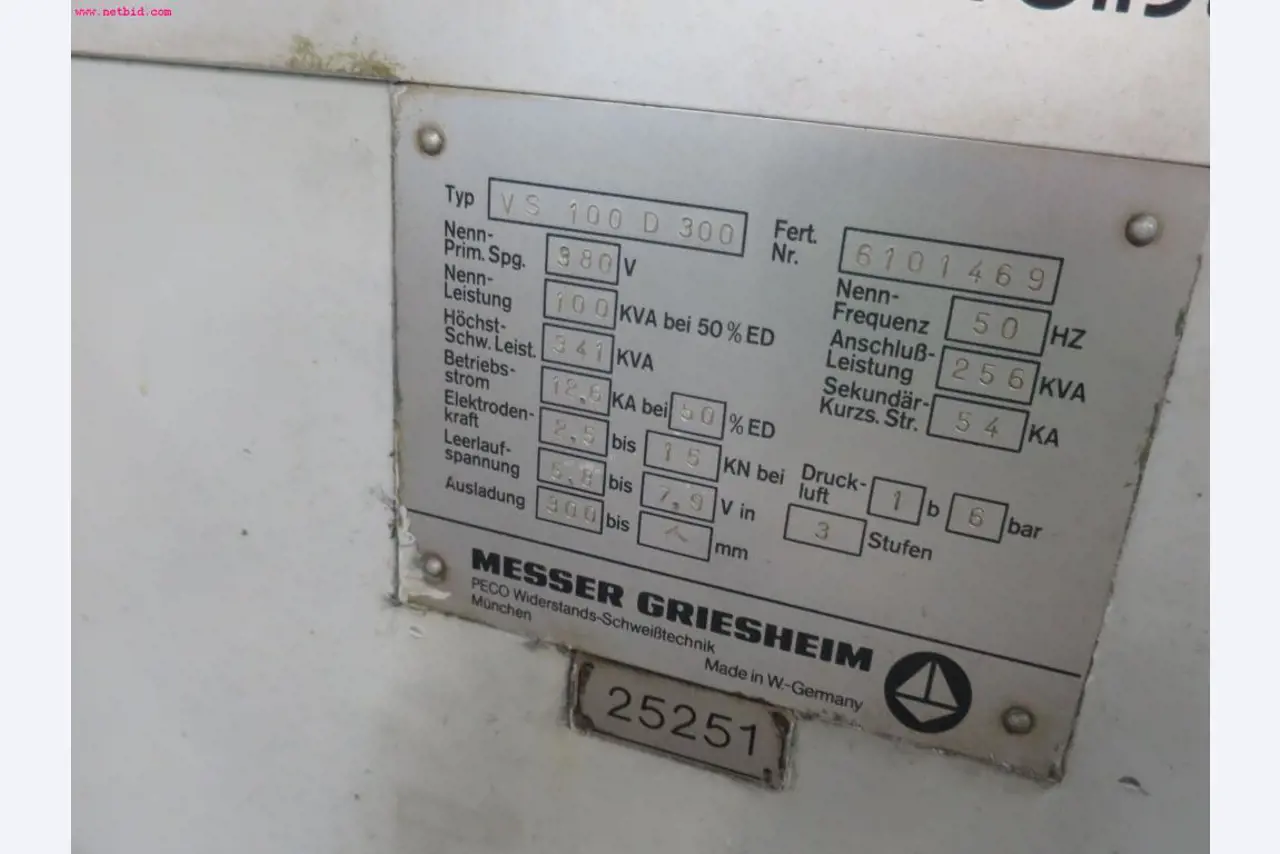 www.netbid.com
Typ VS 100 D 300 Fert. Nr. 6101469
Nenn-
Prim. Spg. 380 V
Nenn-
Frequenz 50 HZ
Nenn-
Leistung 100 KVA bei 50 % ED
Anschluß-
Leistung 256 KVA
Höchst-
Schw. Leist. 341 KVA
Sekundär-
Kurzs. Str. 54 KA
Betriebs-
strom 12,6 KA bei 50 % ED
Elektroden-
kraft 2,5 bis 15 KN bei Druck-
luft 1 b 6 bar
Leerlauf-
spannung 5,8 bis 7,9 V in 3 Stufen
Ausladung 300 bis mm
MESSER GRIESHEIM
PECO Widerstands-Schweißtechnik
München
Made in W.-Germany
25251